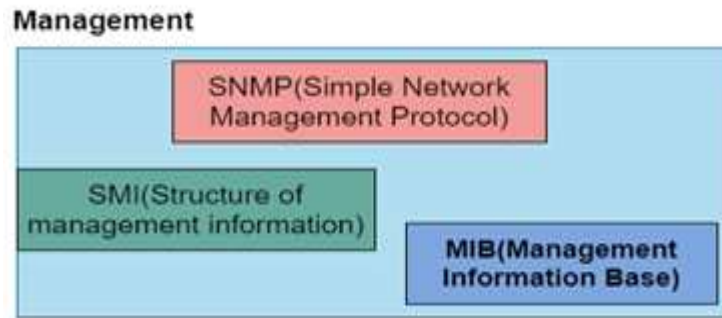 Management
SNMP(Simple Network
Management Protocol)
SMI(Structure of
management information)
MIB(Management
Information Base)